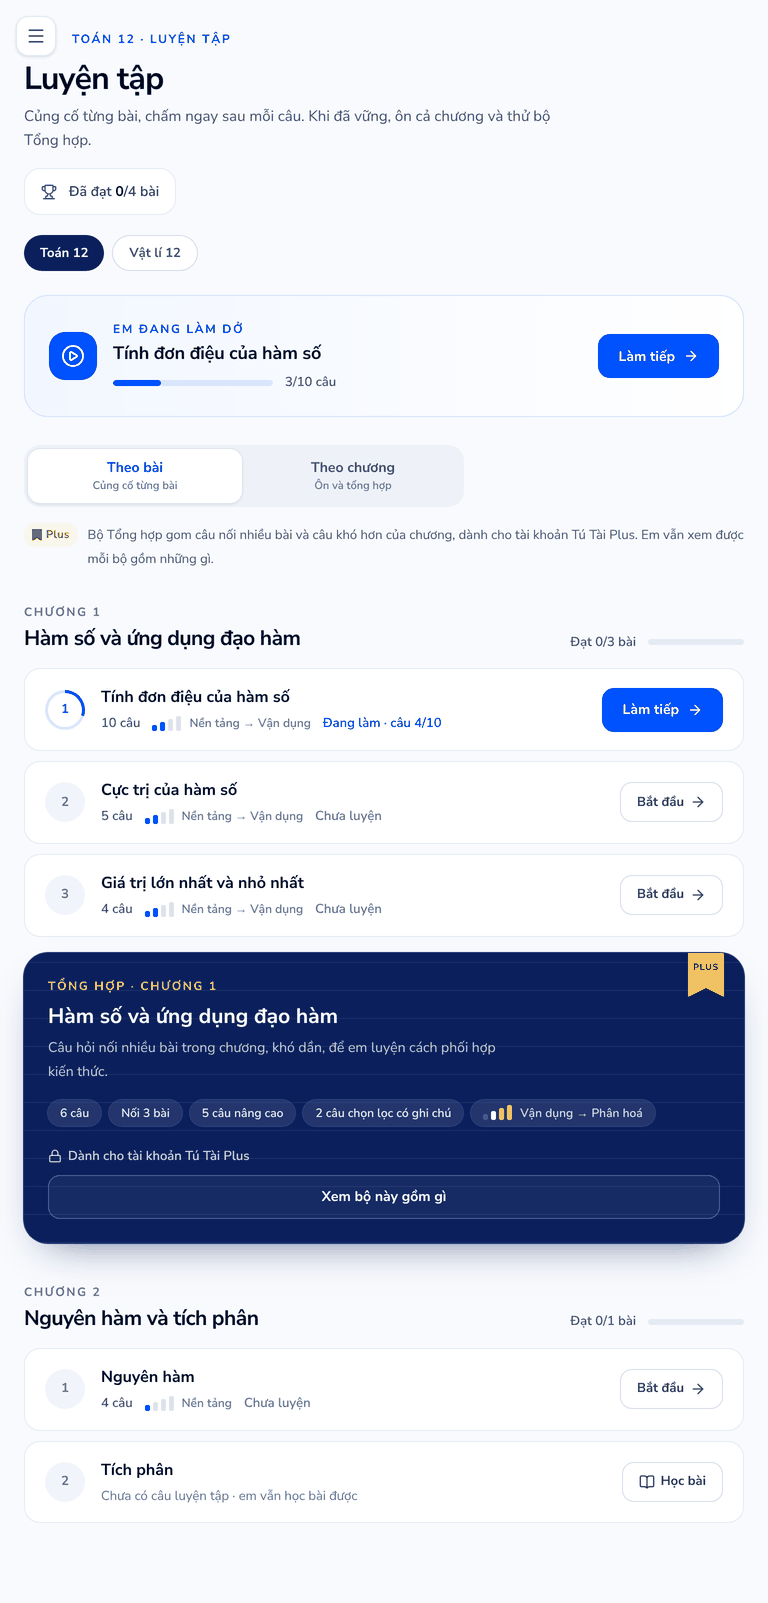 TOÁN 12 · LUYỆN TẬP
Luyện tập
Củng cố từng bài, chấm ngay sau mỗi câu. Khi đã vững, ôn cả chương và thử bộ
Tổng hợp.
Đã đạt 0/4 bài
Toán 12
Vật lí 12
EM ĐANG LÀM DỞ
Tính đơn điệu của hàm số
3/10 câu
Làm tiếp →
Theo bài
Củng cố từng bài
Theo chương
Ôn và tổng hợp
Plus
Bộ Tổng hợp gom câu nối nhiều bài và câu khó hơn của chương, dành cho tài khoản Tú Tài Plus. Em vẫn xem được
mỗi bộ gồm những gì.
CHƯƠNG 1
Hàm số và ứng dụng đạo hàm
Đạt 0/3 bài
1
Tính đơn điệu của hàm số
10 câu Nền tảng → Vận dụng Đang làm · câu 4/10
Làm tiếp →
2
Cực trị của hàm số
5 câu Nền tảng → Vận dụng Chưa luyện
Bắt đầu →
3
Giá trị lớn nhất và nhỏ nhất
4 câu Nền tảng → Vận dụng Chưa luyện
Bắt đầu →
PLUS
TỔNG HỢP · CHƯƠNG 1
Hàm số và ứng dụng đạo hàm
Câu hỏi nối nhiều bài trong chương, khó dần, để em luyện cách phối hợp
kiến thức.
6 câu
Nối 3 bài
5 câu nâng cao
2 câu chọn lọc có ghi chú
Vận dụng → Phân hoá
Dành cho tài khoản Tú Tài Plus
Xem bộ này gồm gì
CHƯƠNG 2
Nguyên hàm và tích phân
Đạt 0/1 bài
1
Nguyên hàm
4 câu Nền tảng Chưa luyện
Bắt đầu →
2
Tích phân
Chưa có câu luyện tập · em vẫn học bài được
Học bài